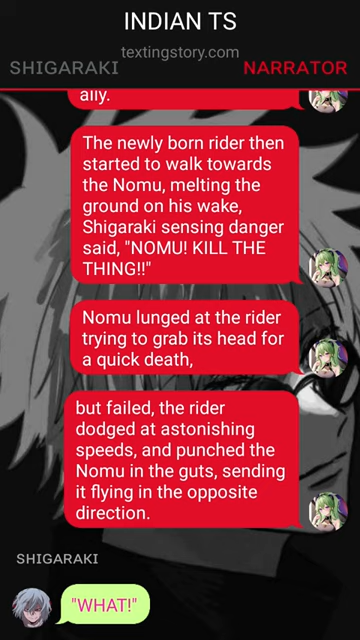 INDIAN TS
textingstory.com
SHIGARAKI
NARRATOR
ally.
The newly born rider then
started to walk towards
the Nomu, melting the
ground on his wake,
Shigaraki sensing danger
said, "NOMU! KILL THE
THING!!"
Nomu lunged at the rider
trying to grab its head for
a quick death,
but failed, the rider
dodged at astonishing
speeds, and punched the
Nomu in the guts, sending
it flying in the opposite
direction.
SHIGARAKI
"WHAT!"